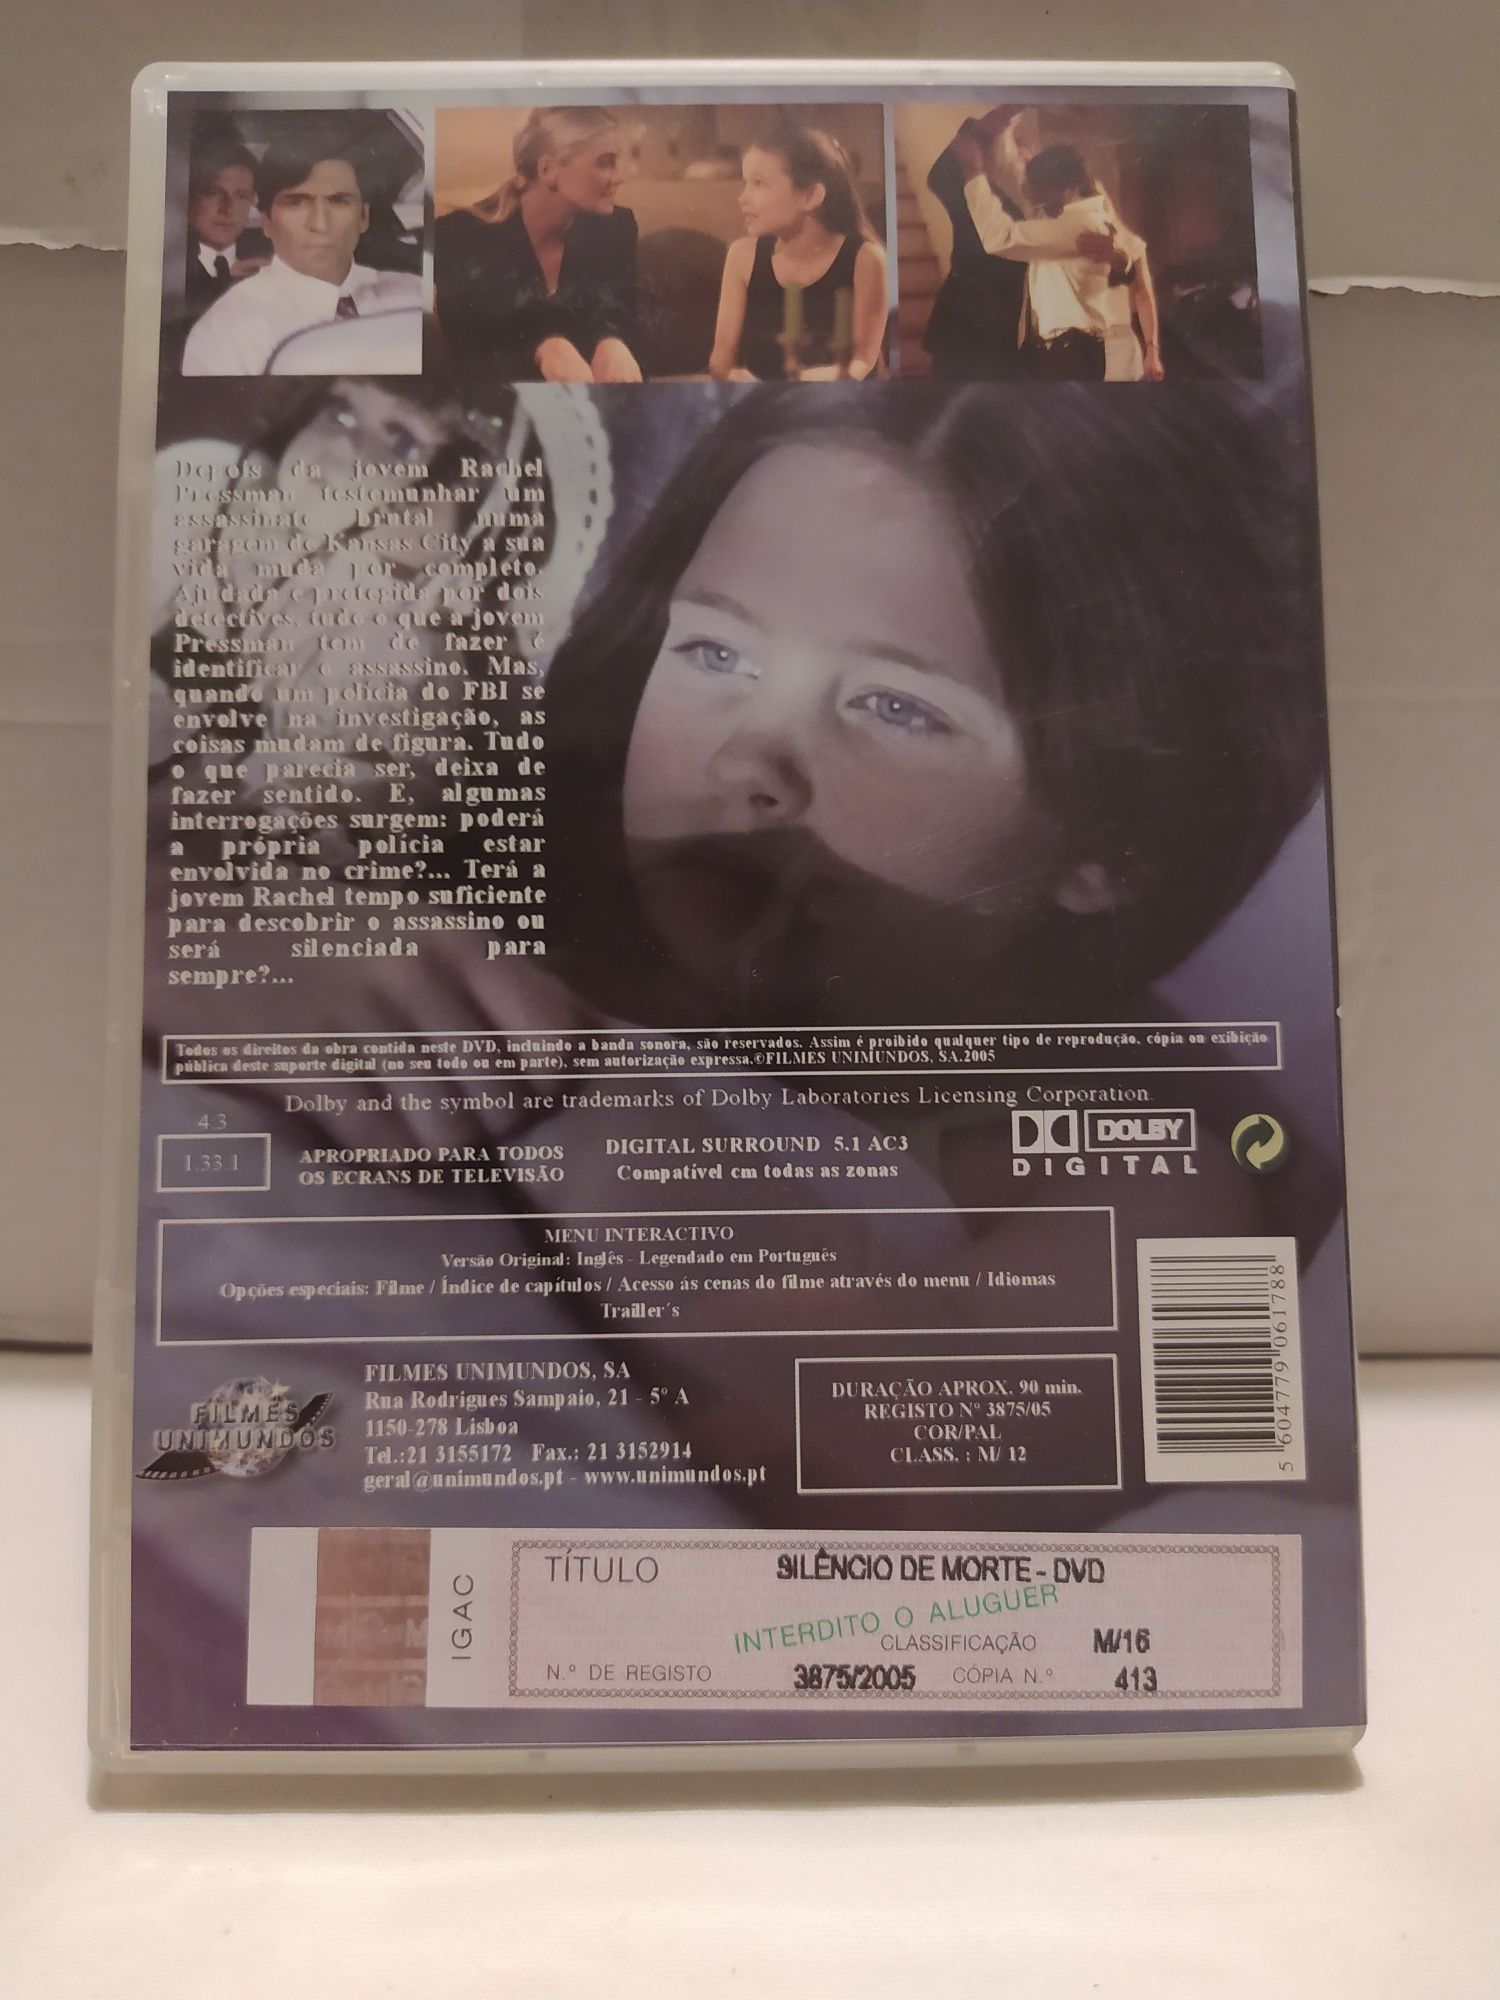 Depois da jovem Rachel
Pressman testemunhar um
assassinato brutal numa
garagem de Kansas City a sua
vida muda por completo.
Ajudada e protegida por dois
detectives, tudo o que a jovem
Pressman tem de fazer é
identificar o assassino. Mas,
quando um polícia do FBI se
envolve na investigação, as
coisas mudam de figura. Tudo
o que parecia ser, deixa de
fazer sentido. E, algumas
interrogações surgem: poderá
a própria polícia estar
envolvida no crime?... Terá a
jovem Rachel tempo suficiente
para descobrir o assassino ou
será silenciada para
sempre?...
Todos os direitos da obra contida neste DVD, incluindo a banda sonora, são reservados. Assim é proibido qualquer tipo de reprodução, cópia ou exibição
pública deste suporte digital (no seu todo ou em parte), sem autorização expressa.©FILMES UNIMUNDOS, SA.2005
Dolby and the symbol are trademarks of Dolby Laboratories Licensing Corporation.
4:3
1.33.1
APROPRIADO PARA TODOS
OS ECRANS DE TELEVISÃO
DIGITAL SURROUND 5.1 AC3
Compatível cm todas as zonas
DOLBY
DIGITAL
MENU INTERACTIVO
Versão Original: Inglês - Legendado em Português
Opções especiais: Filme / Índice de capítulos / Acesso ás cenas do filme através do menu / Idiomas
Trailler´s
FILMES
UNIMUNDOS
FILMES UNIMUNDOS, SA
Rua Rodrigues Sampaio, 21 - 5º A
1150-278 Lisboa
Tel.:21 3155172 Fax.: 21 3152914
geral@unimundos.pt - www.unimundos.pt
DURAÇÃO APROX. 90 min.
REGISTO Nº 3875/05
COR/PAL
CLASS. : M/ 12
5 604779 061788
IGAC
TÍTULO SILÊNCIO DE MORTE - DVD
INTERDITO O ALUGUER
CLASSIFICAÇÃO M/16
N.º DE REGISTO 3875/2005 CÓPIA N.º 413